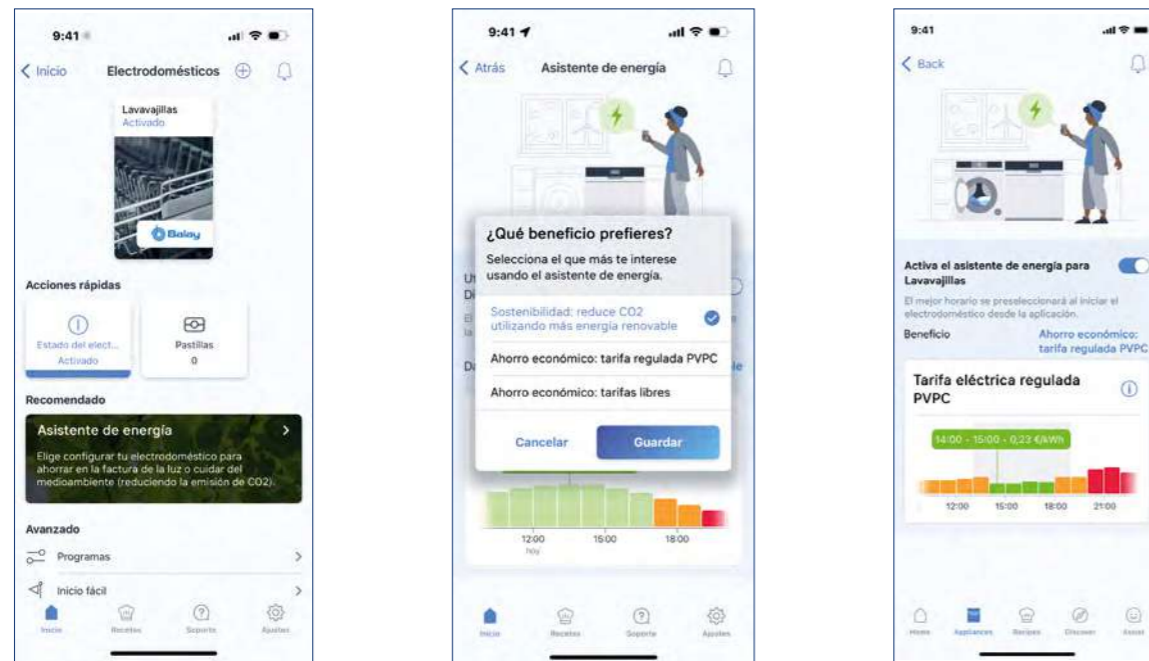 9:41
Inicio Electrodomésticos
Lavavajillas
Activado
Balay
Acciones rápidas
Estado del elect...
Activado
Pastillas
0
Recomendado
Asistente de energía
Elige configurar tu electrodoméstico para
ahorrar en la factura de la luz o cuidar del
medioambiente (reduciendo la emisión de CO2).
Avanzado
Programas
Inicio fácil
Inicio Recetas Soporte Ajustes
9:41
Atrás Asistente de energía
¿Qué beneficio prefieres?
Selecciona el que más te interese
usando el asistente de energía.
Sostenibilidad: reduce CO2
utilizando más energía renovable
Ahorro económico: tarifa regulada PVPC
Ahorro económico: tarifas libres
Cancelar Guardar
12:00 15:00 18:00
hoy
Inicio Recetas Soporte Ajustes
9:41
Back
Activa el asistente de energía para
Lavavajillas
El mejor horario se preseleccionará al iniciar el
electrodoméstico desde la aplicación.
Beneficio Ahorro económico:
tarifa regulada PVPC
Tarifa eléctrica regulada
PVPC
14:00 - 15:00 - 0,23 €/kWh
12:00 15:00 18:00 21:00
Home Appliances Recipes Discover Assist